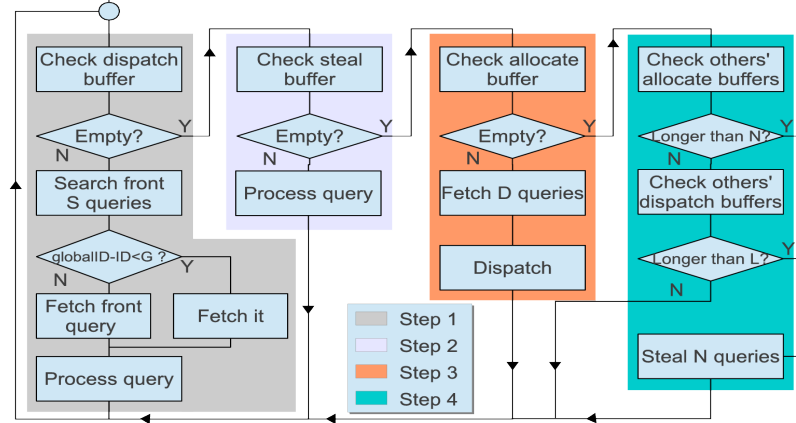 Check dispatch
buffer
Empty?
Y
N
Search front
S queries
globalID-ID<G ?
Y
N
Fetch front
query
Fetch it
Process query
Check steal
buffer
Empty?
Y
N
Process query
Check allocate
buffer
Empty?
Y
N
Fetch D queries
Dispatch
Check others'
allocate buffers
Longer than N?
Y
N
Check others'
dispatch buffers
Longer than L?
Y
N
Steal N queries
Step 1
Step 2
Step 3
Step 4